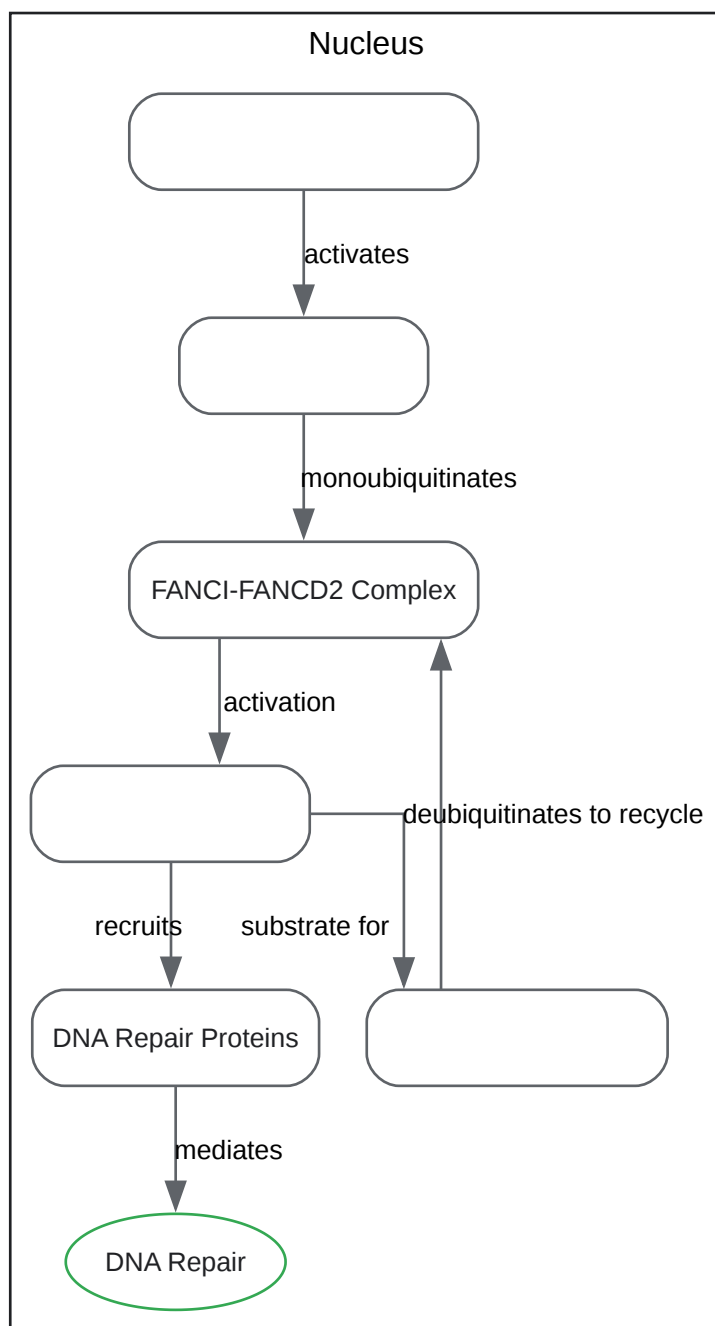 Nucleus
activates
monoubiquitinates
FANCI-FANCD2 Complex
activation
deubiquitinates to recycle
recruits
substrate for
DNA Repair Proteins
mediates
DNA Repair